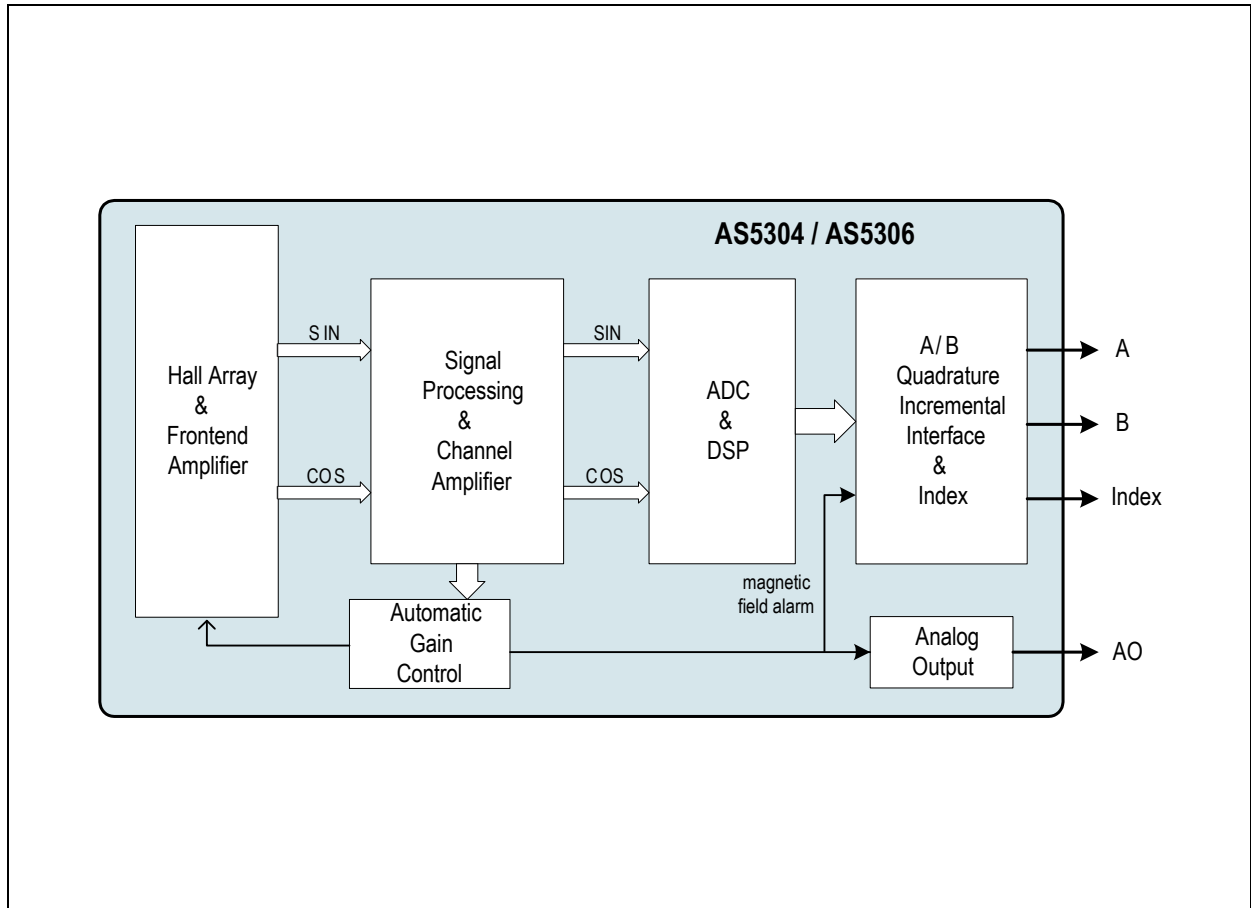 AS5304 / AS5306
Hall Array
&
Frontend
Amplifier
SIN
COS
Signal
Processing
&
Channel
Amplifier
SIN
COS
ADC
&
DSP
A/B
Quadrature
Incremental
Interface
&
Index
A
B
Index
magnetic
field alarm
Automatic
Gain
Control
Analog
Output
AO